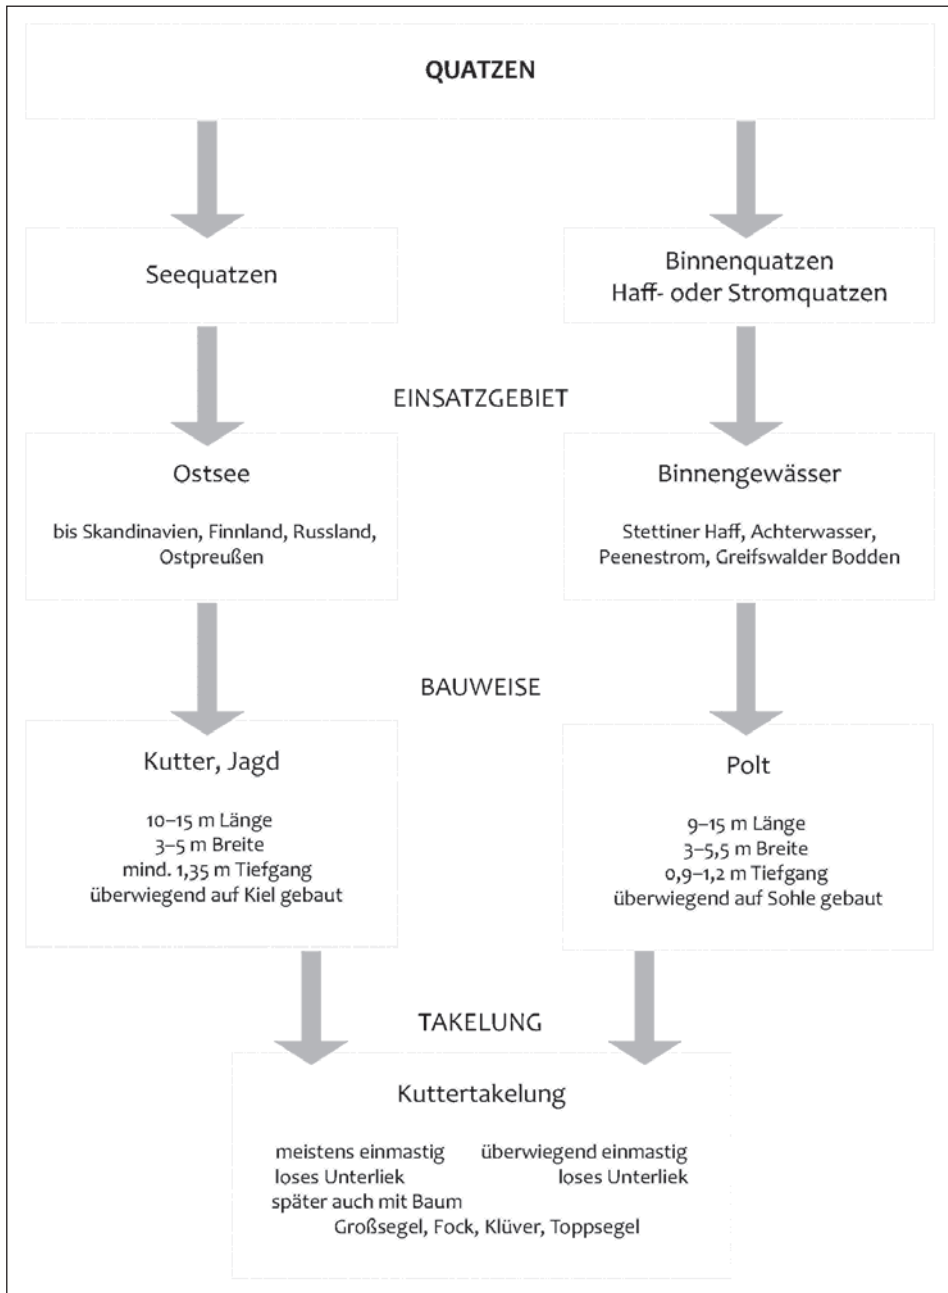 QUATZEN
Seequatzen
Binnenquatzen
Haff- oder Stromquatzen
EINSATZGEBIET
Ostsee
bis Skandinavien, Finnland, Russland,
Ostpreußen
Binnengewässer
Stettiner Haff, Achterwasser,
Peenestrom, Greifswalder Bodden
BAUWEISE
Kutter, Jagd
10–15 m Länge
3–5 m Breite
mind. 1,35 m Tiefgang
überwiegend auf Kiel gebaut
Polt
9–15 m Länge
3–5,5 m Breite
0,9–1,2 m Tiefgang
überwiegend auf Sohle gebaut
TAKELUNG
Kuttertakelung
meistens einmastig überwiegend einmastig
loses Unterliek loses Unterliek
später auch mit Baum
Großsegel, Fock, Klüver, Toppsegel